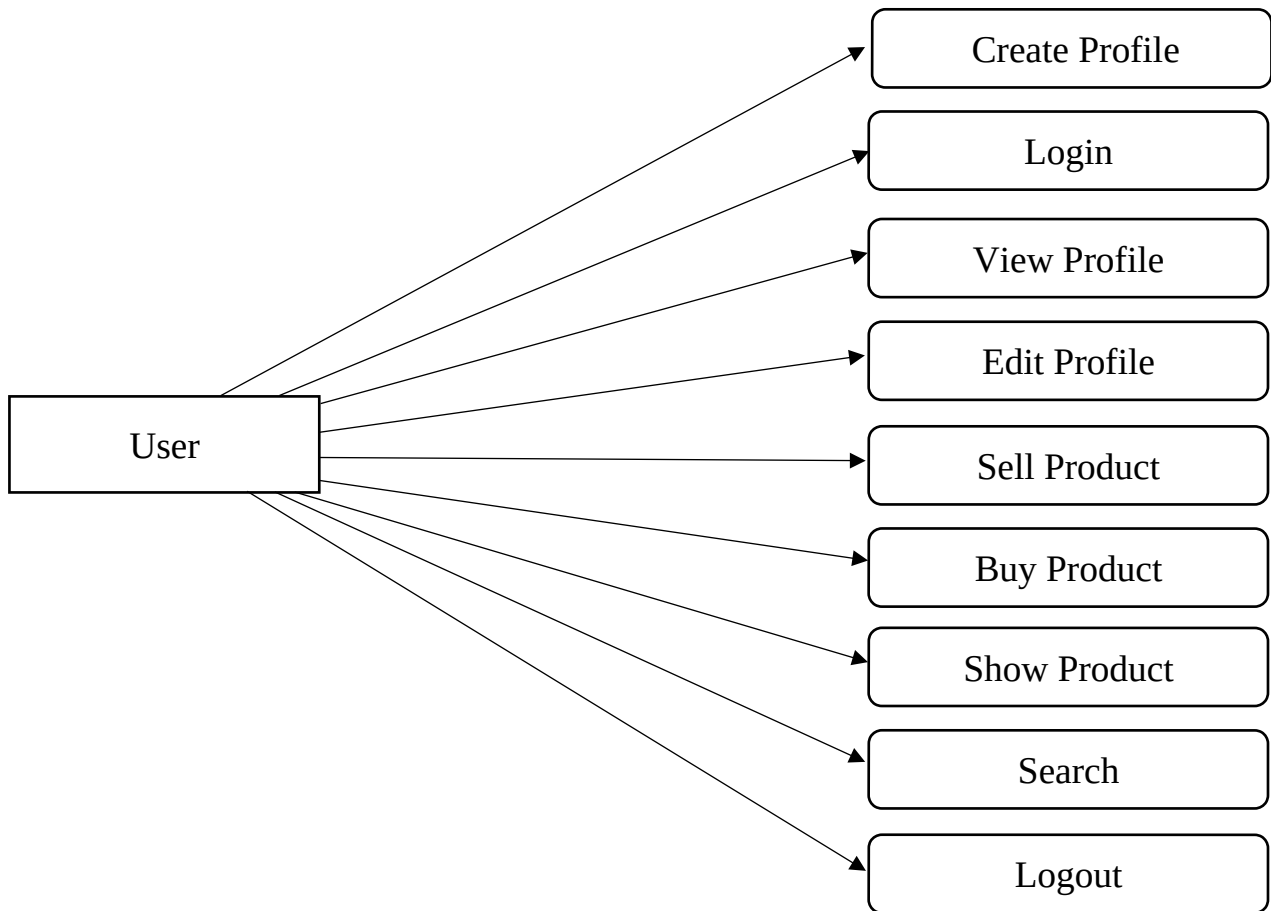 Create Profile
Login
View Profile
Edit Profile
User
Sell Product
Buy Product
Show Product
Search
Logout